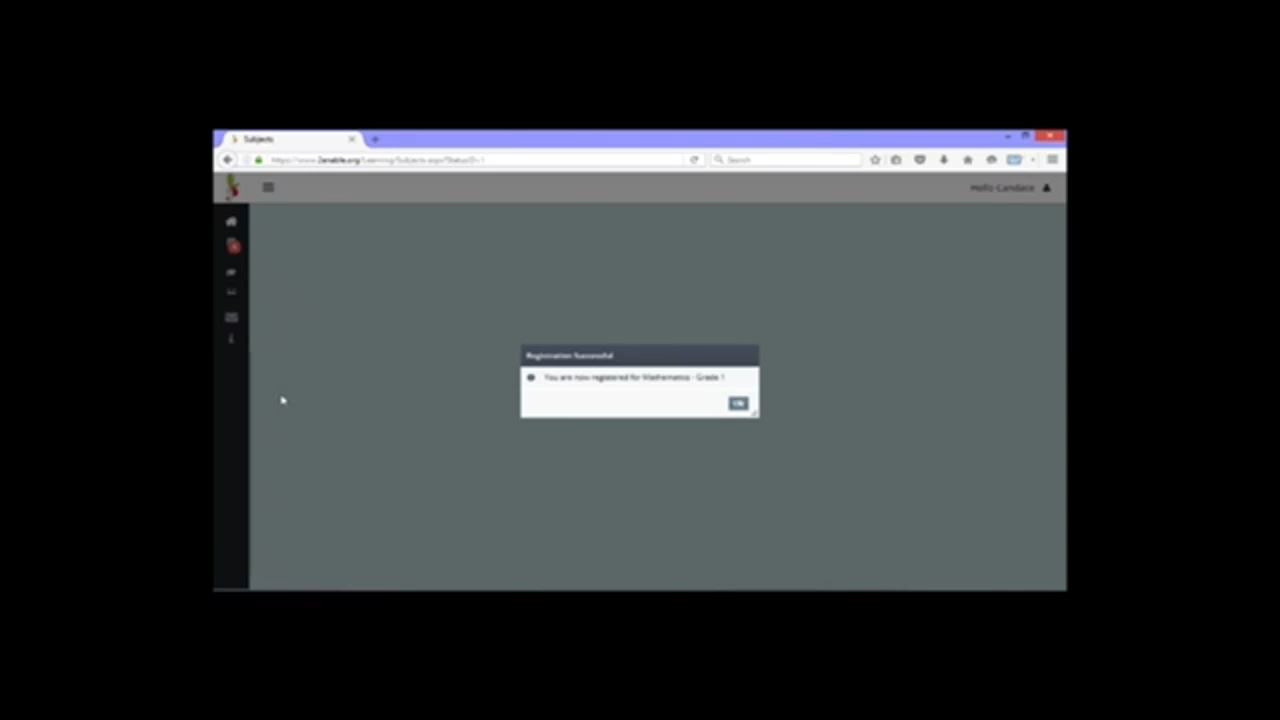 Subjects
https://www.2enable.org/Learning/Subjects.aspx?StatusID=1
Search
Hello Candace
Registration Successful
You are now registered for Mathematics - Grade 1
OK